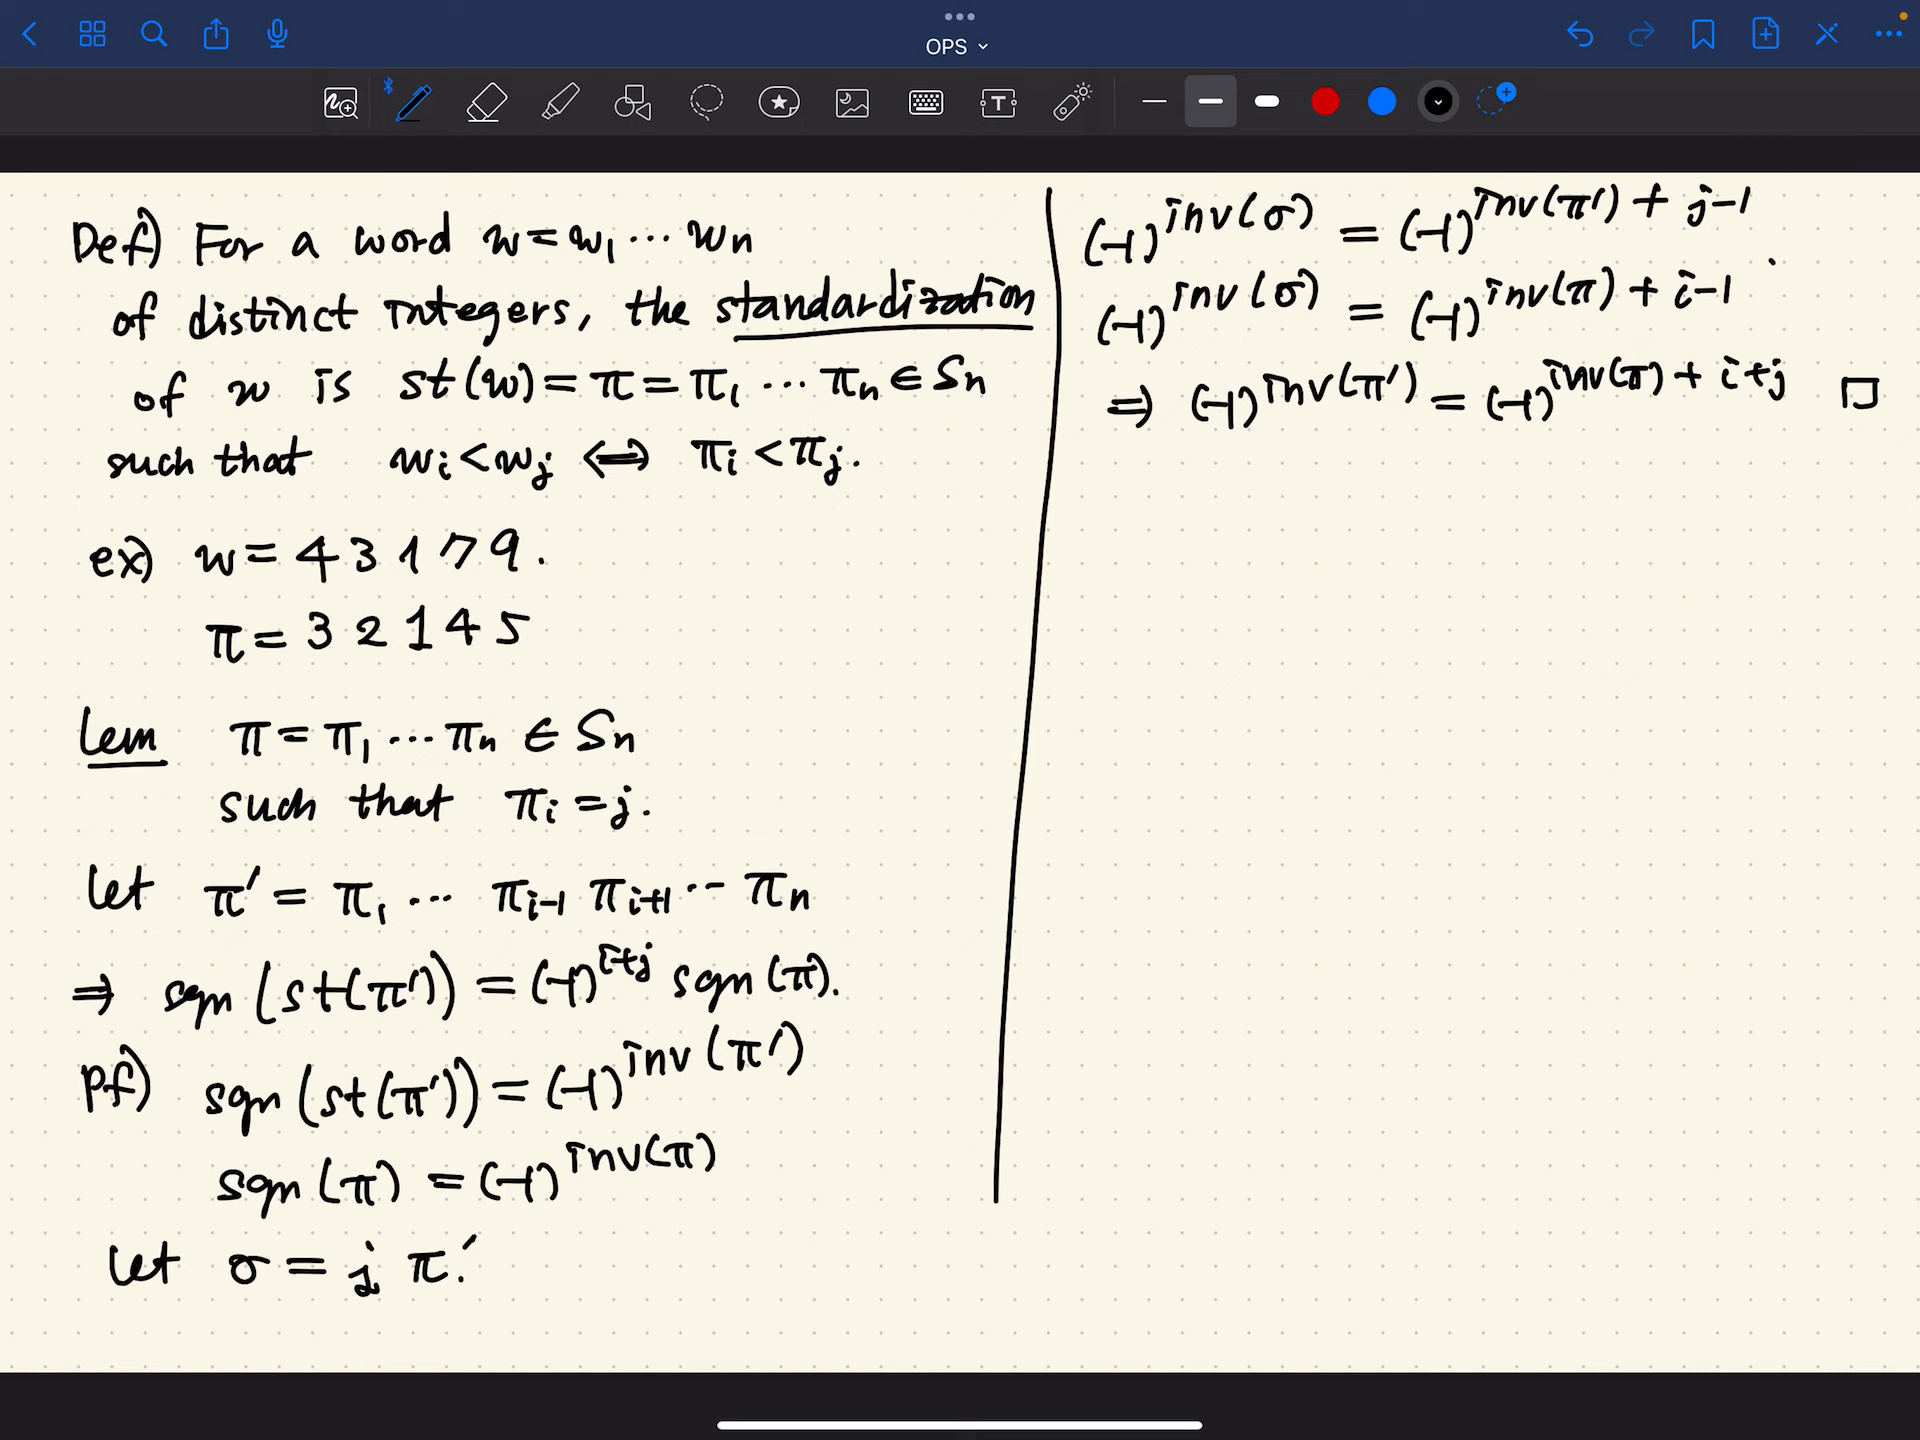 OPS
T
Def) For a word w = w₁ ⋯ wₙ
of distinct integers, the standardization
of w is st(w) = π = π₁ ⋯ πₙ ∈ Sₙ
such that wᵢ < wⱼ ⟺ πᵢ < πⱼ.
ex) w = 4 3 1 7 9 .
π = 3 2 1 4 5
Lem π = π₁ ⋯ πₙ ∈ Sₙ
such that πᵢ = j.
let π′ = π₁ ⋯ πᵢ₋₁ πᵢ₊₁ ⋯ πₙ
⇒ sgn (st(π′)) = (-1)^{i+j} sgn (π).
pf) sgn (st(π′)) = (-1)^{inv(π′)}
sgn (π) = (-1)^{inv(π)}
let σ = j π′.
(-1)^{inv(σ)} = (-1)^{inv(π′) + j-1} .
(-1)^{inv(σ)} = (-1)^{inv(π) + i-1}
⇒ (-1)^{inv(π′)} = (-1)^{inv(π) + i+j} □